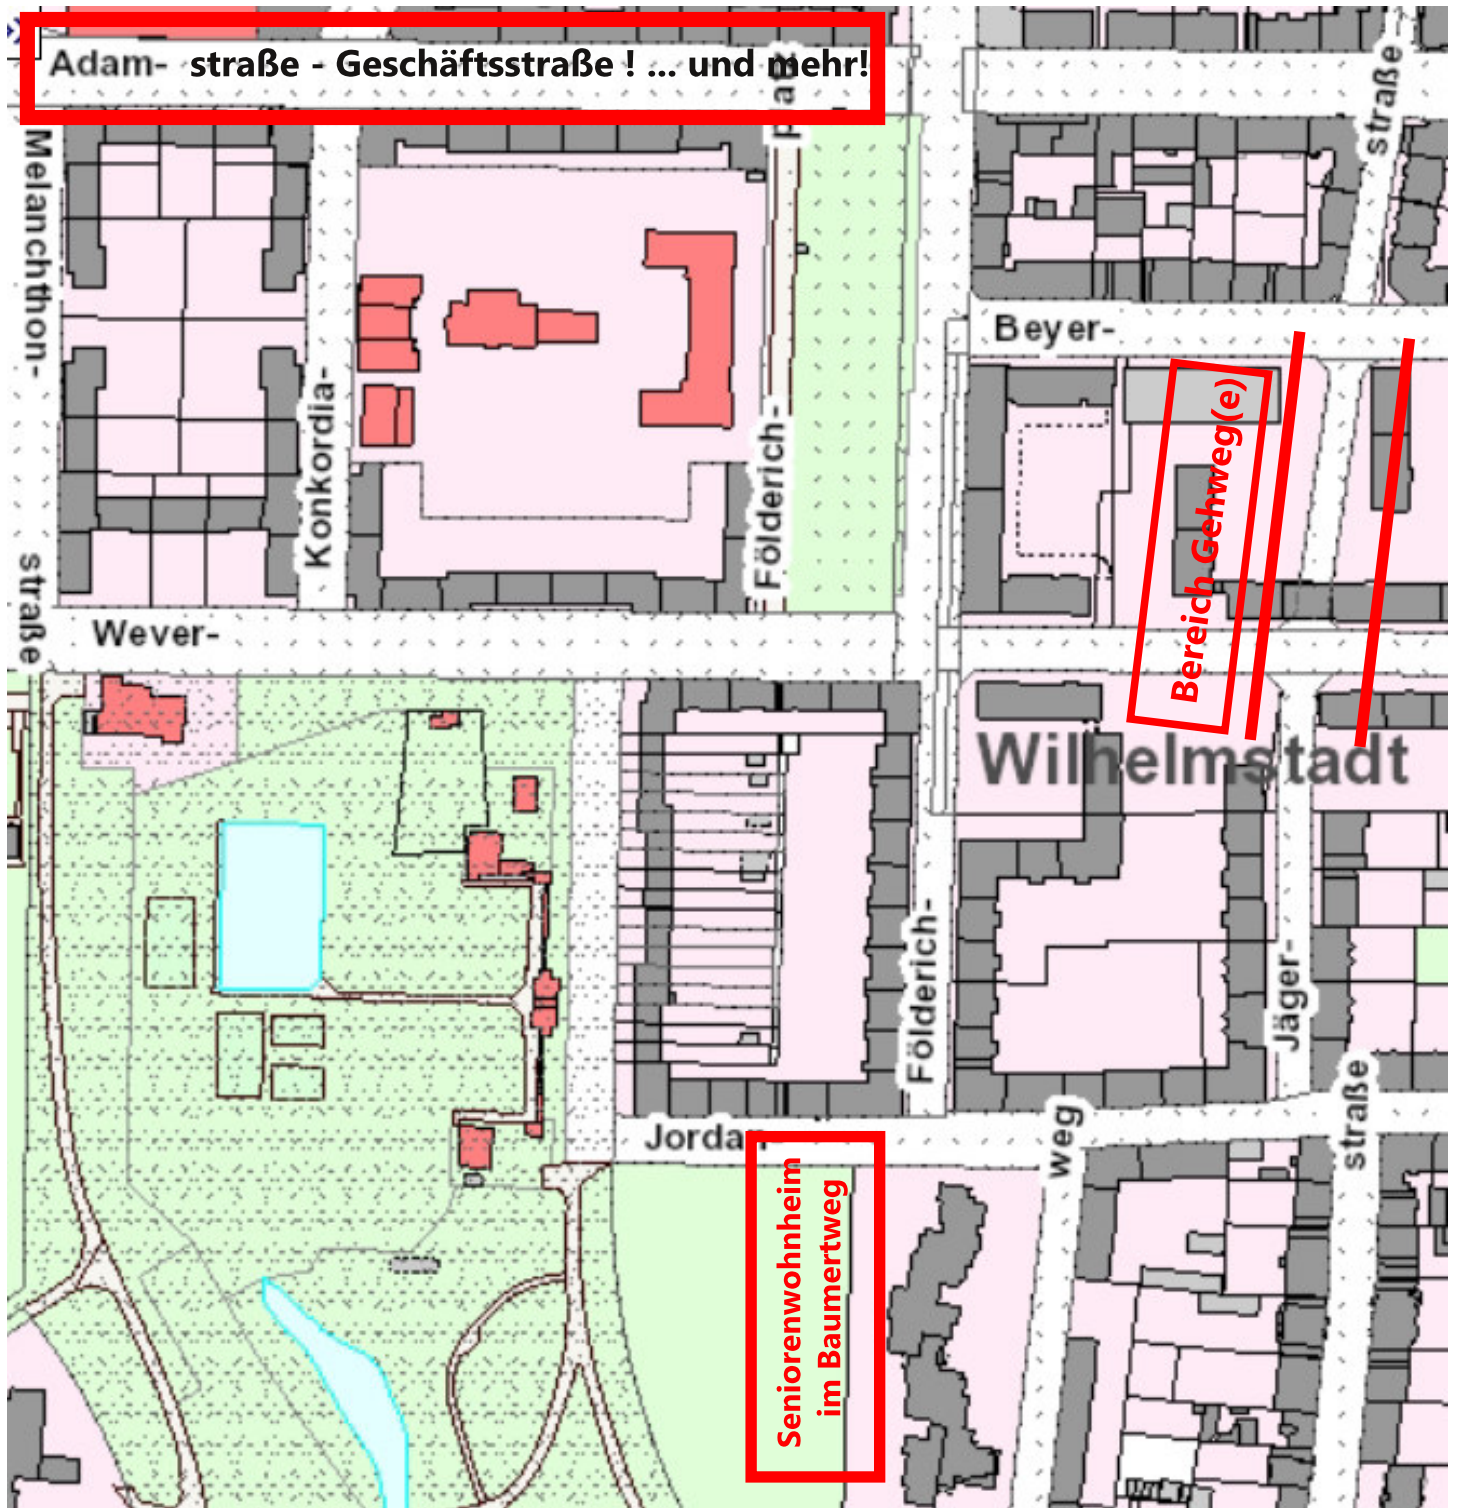 Adam- straße - Geschäftsstraße ! ... und mehr!
platz
straße
Melanchthon-
straße
Konkordia-
Földerich-
Beyer-
Bereich Gehweg(e)
Wever-
Wilhelmstadt
Földerich-
Jäger-
straße
Jordan-
weg
Seniorenwohnheim
im Baumertweg